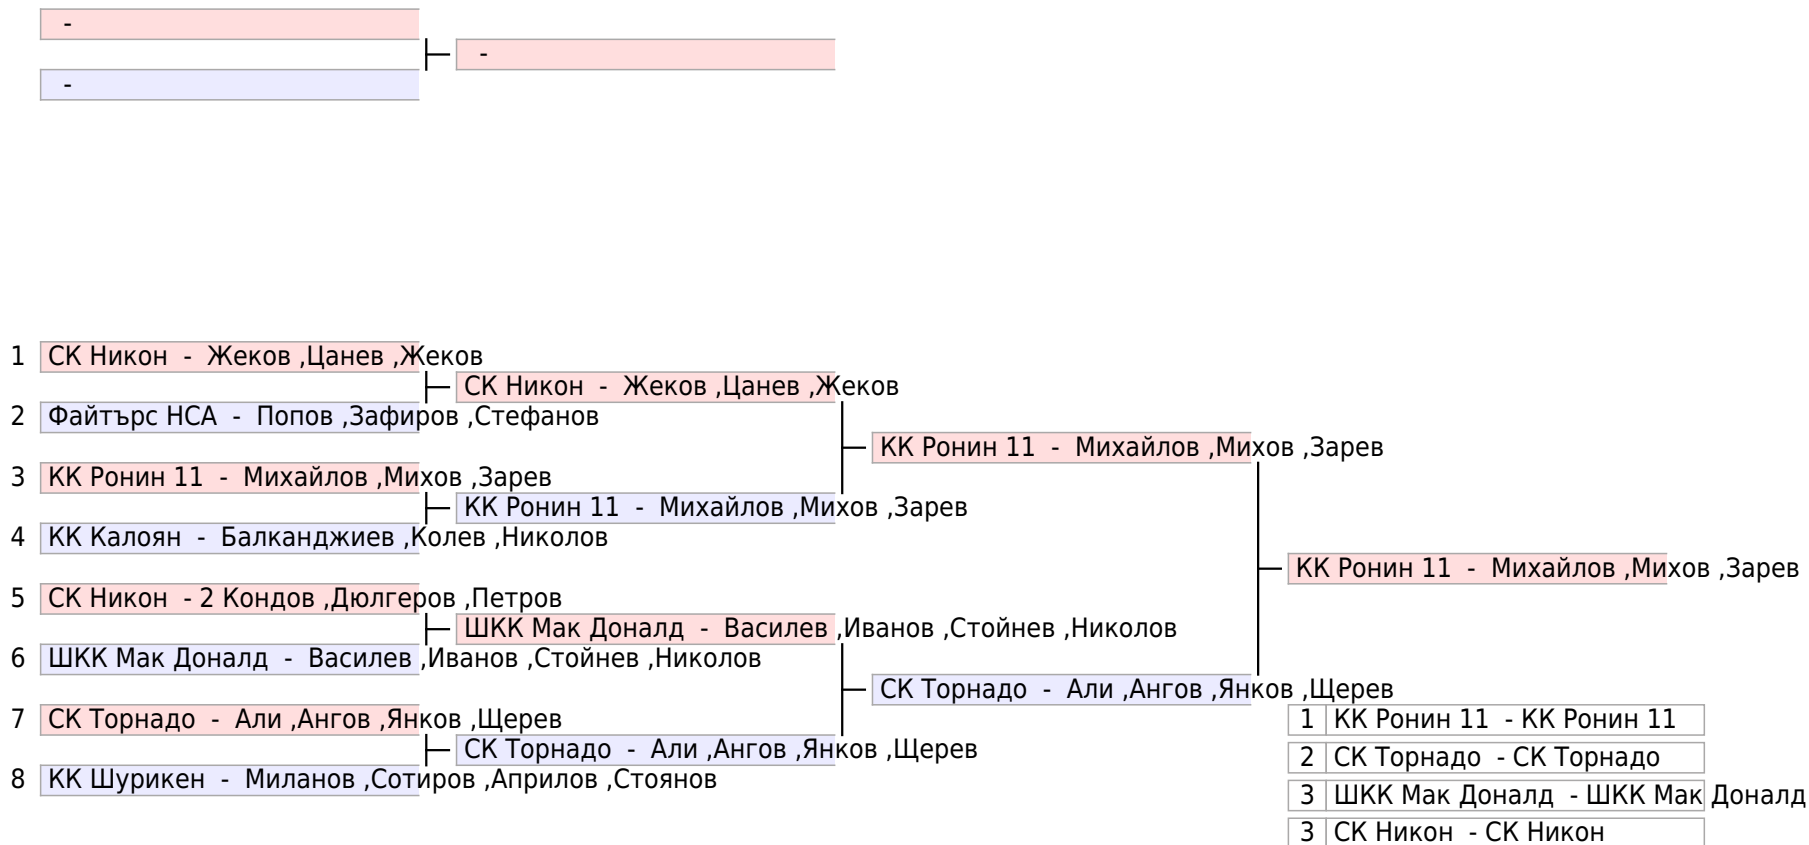 -
-
-
1 СК Никон - Жеков ,Цанев ,Жеков
СК Никон - Жеков ,Цанев ,Жеков
2 Файтърс НСА - Попов ,Зафиров ,Стефанов
КК Ронин 11 - Михайлов ,Михов ,Зарев
3 КК Ронин 11 - Михайлов ,Михов ,Зарев
КК Ронин 11 - Михайлов ,Михов ,Зарев
4 КК Калоян - Балканджиев ,Колев ,Николов
КК Ронин 11 - Михайлов ,Михов ,Зарев
5 СК Никон - 2 Кондов ,Дюлгеров ,Петров
ШКК Мак Доналд - Василев ,Иванов ,Стойнев ,Николов
6 ШКК Мак Доналд - Василев ,Иванов ,Стойнев ,Николов
СК Торнадо - Али ,Ангов ,Янков ,Щерев
7 СК Торнадо - Али ,Ангов ,Янков ,Щерев
СК Торнадо - Али ,Ангов ,Янков ,Щерев
8 КК Шурикен - Миланов ,Сотиров ,Априлов ,Стоянов
1 КК Ронин 11 - КК Ронин 11
2 СК Торнадо - СК Торнадо
3 ШКК Мак Доналд - ШКК Мак Доналд
3 СК Никон - СК Никон